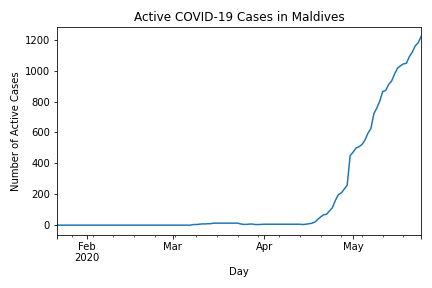 Active COVID-19 Cases in Maldives
Number of Active Cases
1200
1000
800
600
400
200
0
Feb
2020
Mar
Apr
May
Day